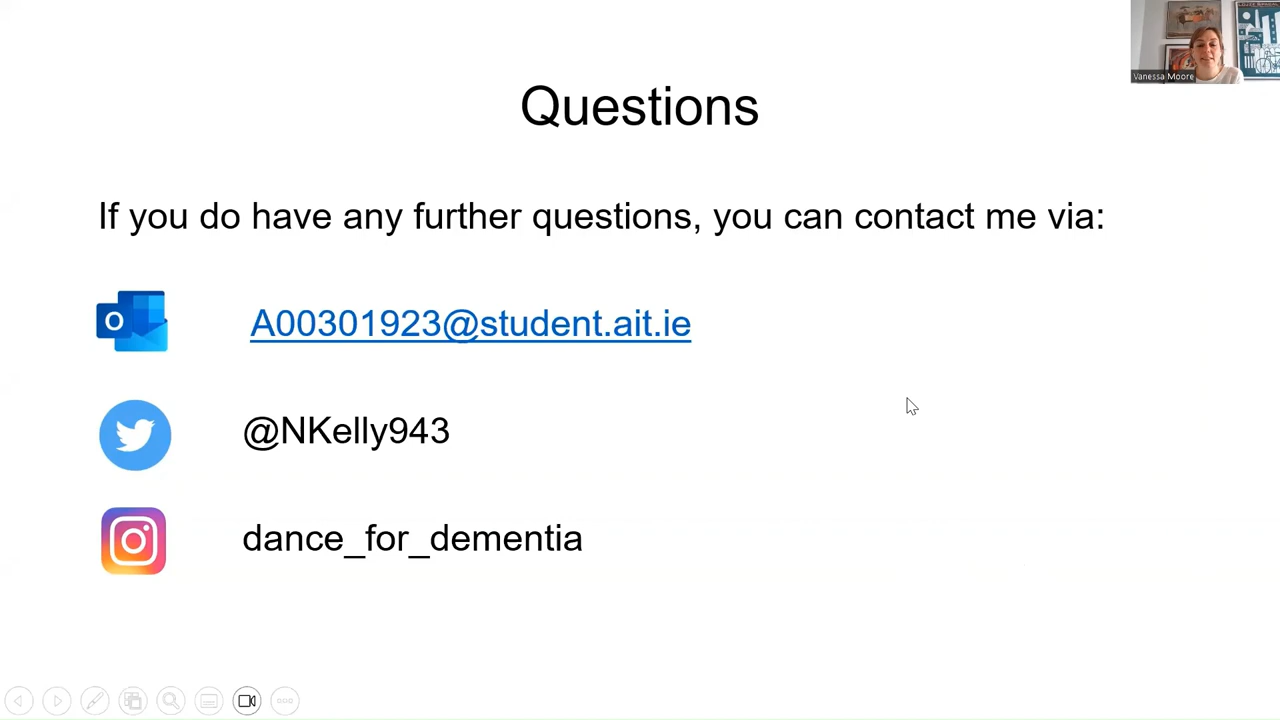 Vanessa Moore
Questions
If you do have any further questions, you can contact me via:
A00301923@student.ait.ie
@NKelly943
dance_for_dementia